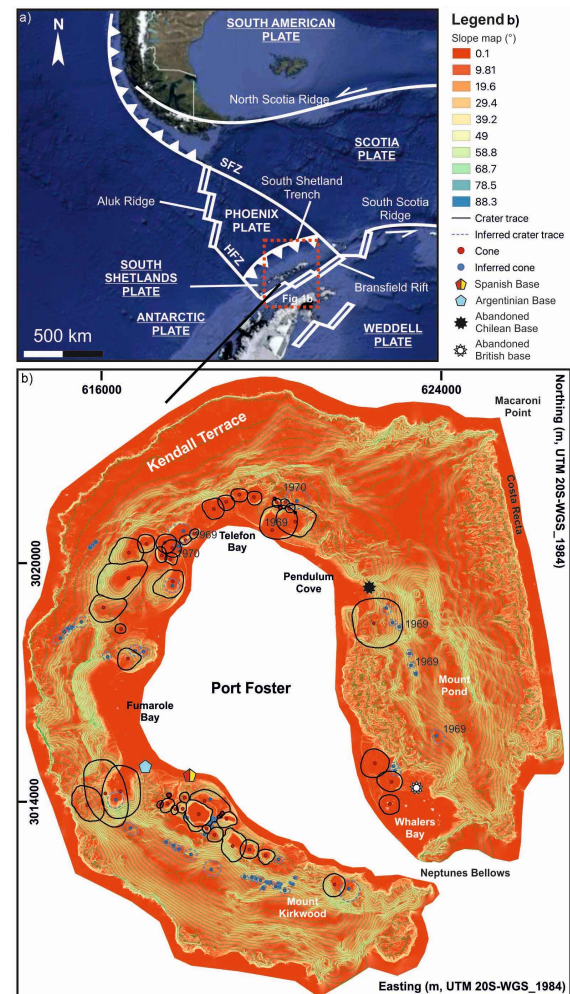 a)
N
SOUTH AMERICAN
PLATE
North Scotia Ridge
SCOTIA
PLATE
SFZ
South Shetland
Trench
Aluk Ridge
PHOENIX
PLATE
South Scotia
Ridge
HFZ
SOUTH
SHETLANDS
PLATE
Fig.1b
Bransfield Rift
ANTARCTIC
PLATE
WEDDELL
PLATE
500 km
Legend b)
Slope map (°)
0.1
9.81
19.6
29.4
39.2
49
58.8
68.7
78.5
88.3
Crater trace
Inferred crater trace
Cone
Inferred cone
Spanish Base
Argentinian Base
Abandoned
Chilean Base
Abandoned
British base
b)
616000
624000
Northing (m, UTM 20S-WGS_1984)
Macaroni
Point
Kendall Terrace
Costa Recta
1970
1969
1969
Telefon
Bay
1970
3020000
Pendulum
Cove
1969
1969
Mount
Pond
Port Foster
Fumarole
Bay
1969
3014000
Whalers
Bay
Neptunes Bellows
Mount
Kirkwood
Easting (m, UTM 20S-WGS_1984)